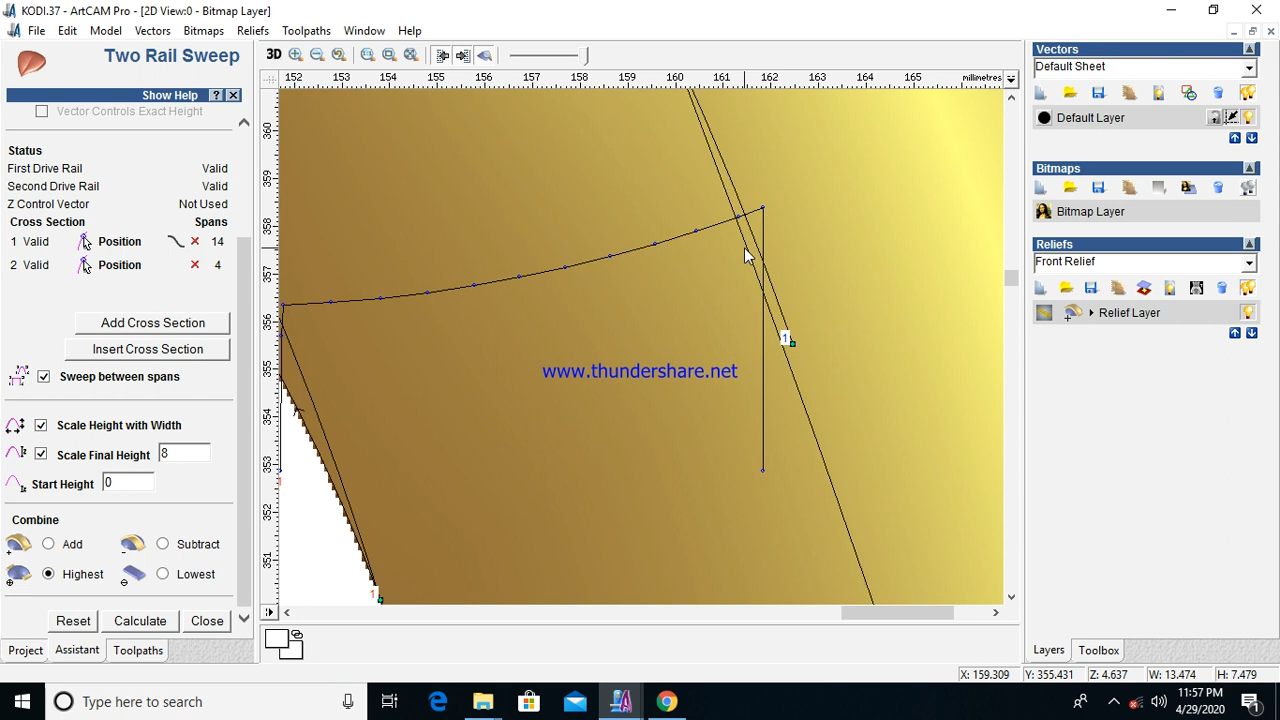 KODI.37 - ArtCAM Pro - [2D View:0 - Bitmap Layer]
File Edit Model Vectors Bitmaps Reliefs Toolpaths Window Help
Two Rail Sweep
Show Help ? ×
Vector Controls Exact Height
Status
First Drive Rail Valid
Second Drive Rail Valid
Z Control Vector Not Used
Cross Section Spans
1 Valid Position 14
2 Valid Position 4
Add Cross Section
Insert Cross Section
Sweep between spans
Scale Height with Width
Scale Final Height 8
Start Height 0
Combine
Add Subtract
Highest Lowest
Reset Calculate Close
Project Assistant Toolpaths
3D
152 153 154 155 156 157 158 159 160 161 162 163 164 165 millimetres
360
359
358
357
356
355
354
353
352
351
1
www.thundershare.net
1
1
Vectors
Default Sheet
Default Layer
Bitmaps
Bitmap Layer
Reliefs
Front Relief
Relief Layer
Layers Toolbox
X: 159.309 Y: 355.431 Z: 4.637 W: 13.474 H: 7.479
Type here to search
11:57 PM
4/29/2020
1